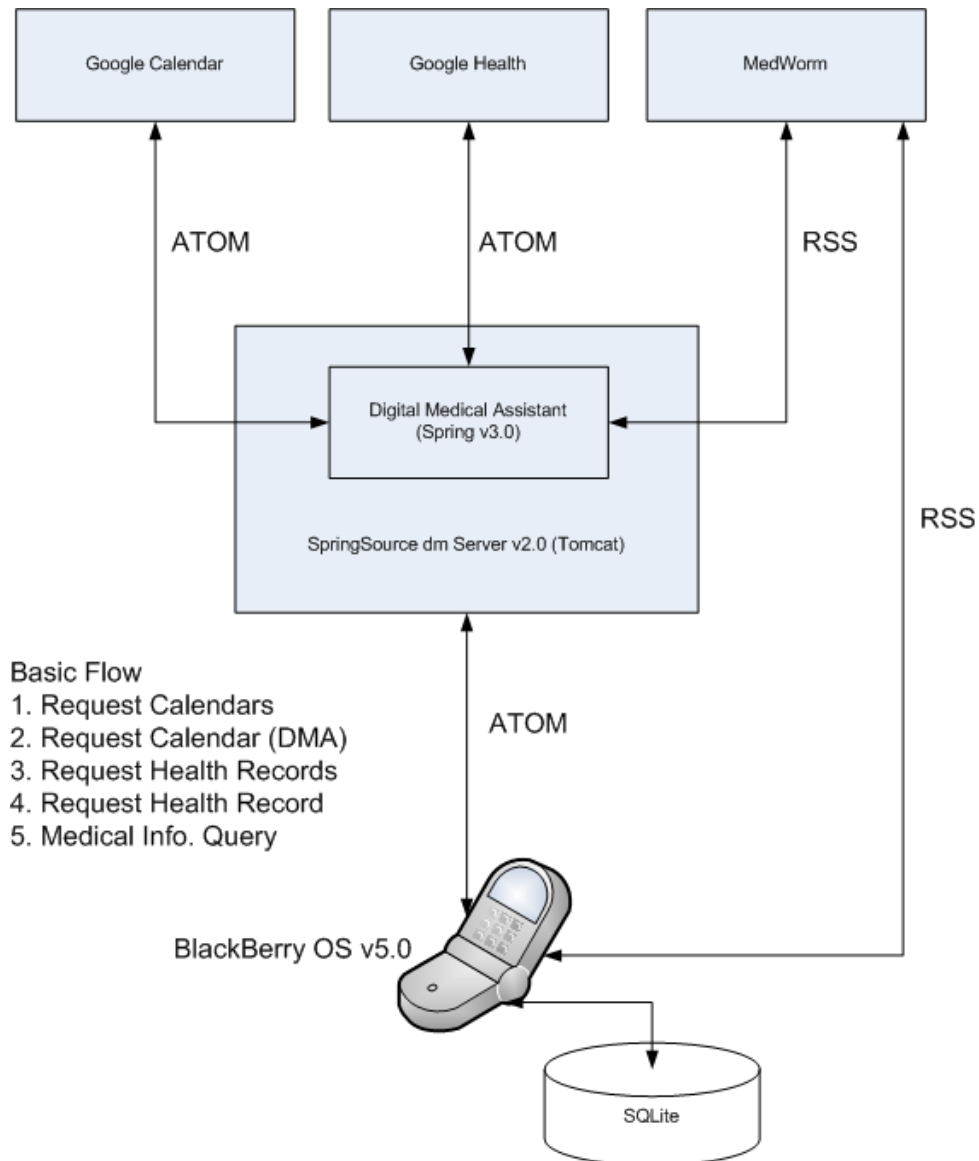 Google Calendar
Google Health
MedWorm
ATOM
ATOM
RSS
Digital Medical Assistant
(Spring v3.0)
SpringSource dm Server v2.0 (Tomcat)
RSS
Basic Flow
1. Request Calendars
2. Request Calendar (DMA)
3. Request Health Records
4. Request Health Record
5. Medical Info. Query
ATOM
BlackBerry OS v5.0
SQLite